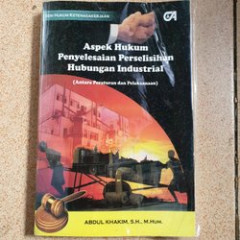 Aspek Hukum
Penyelesaian Perselisihan
Hubungan Industrial
(Antara Peraturan dan Pelaksanaan)
ABDUL KHAKIM, S.H., M.Hum.